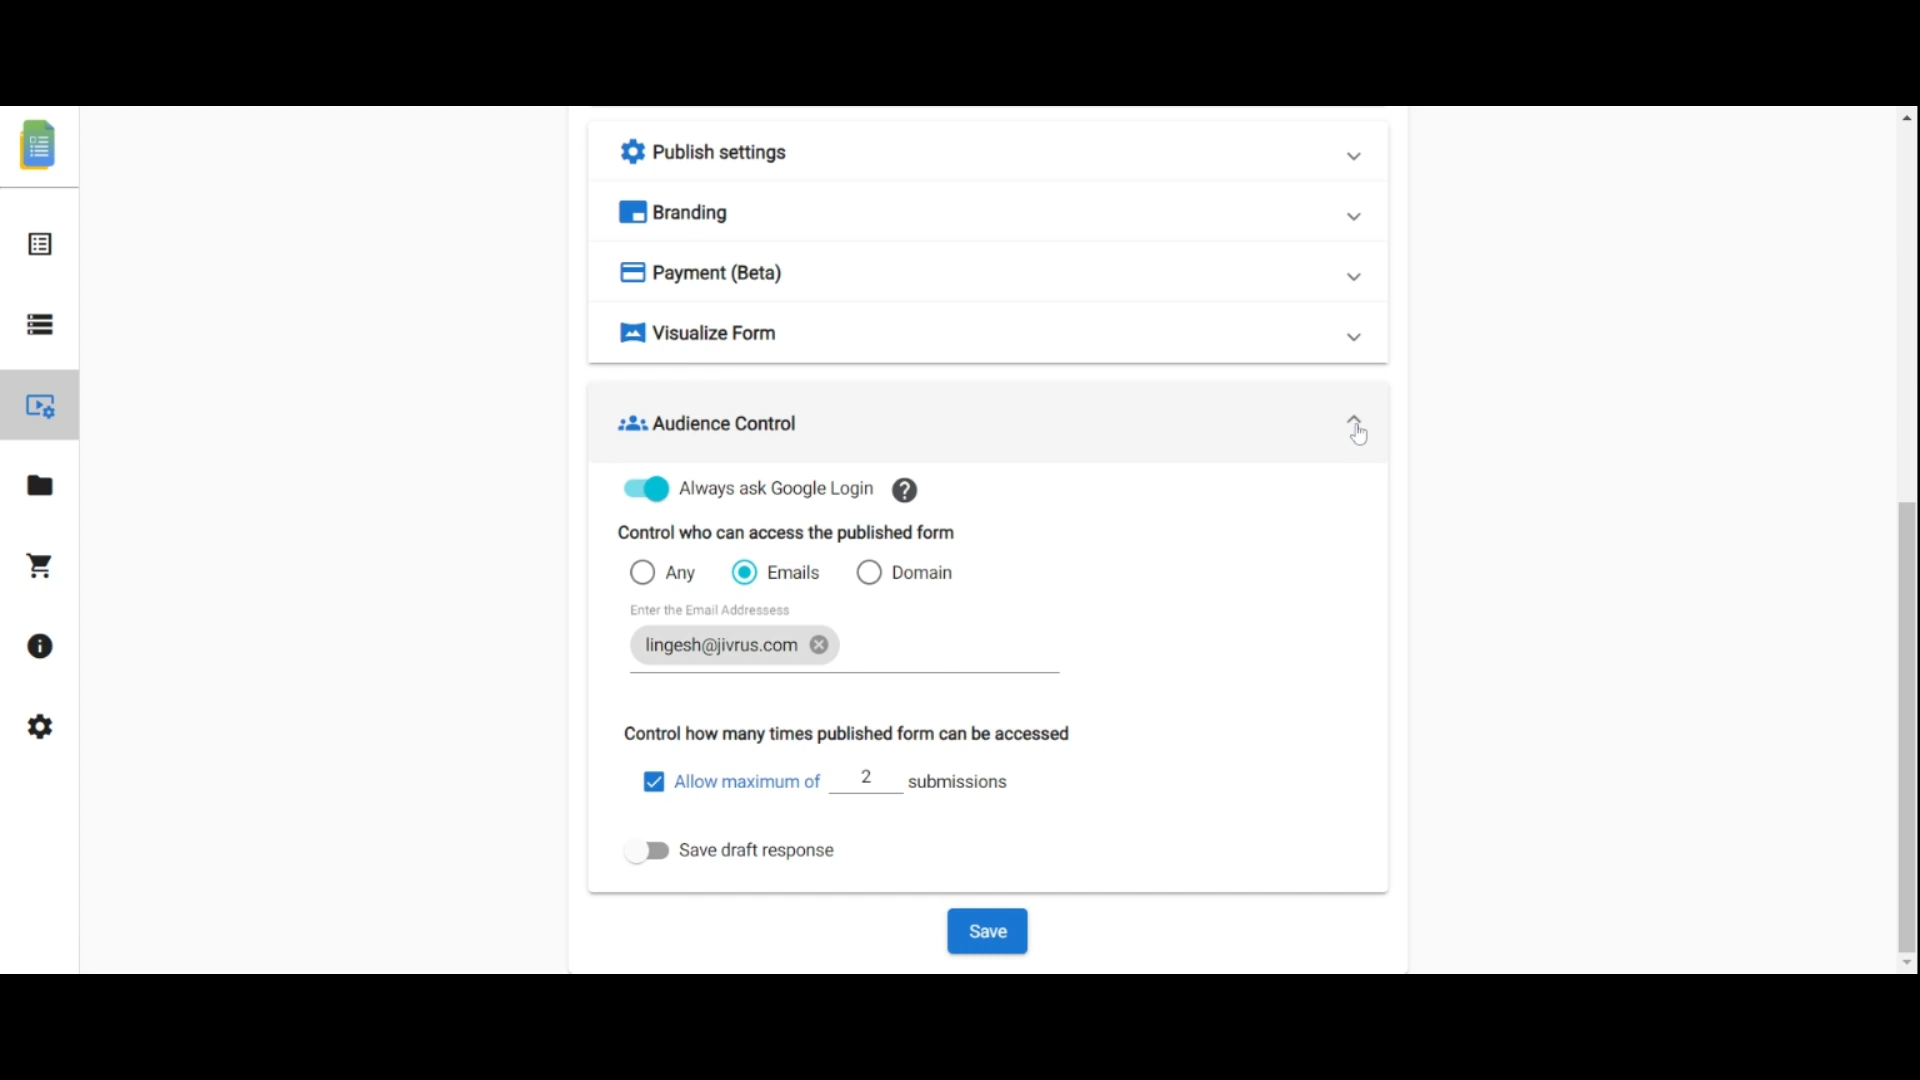 Publish settings
Branding
Payment (Beta)
Visualize Form
Audience Control
Always ask Google Login
Control who can access the published form
Any Emails Domain
Enter the Email Addressess
lingesh@jivrus.com
Control how many times published form can be accessed
Allow maximum of 2 submissions
Save draft response
Save